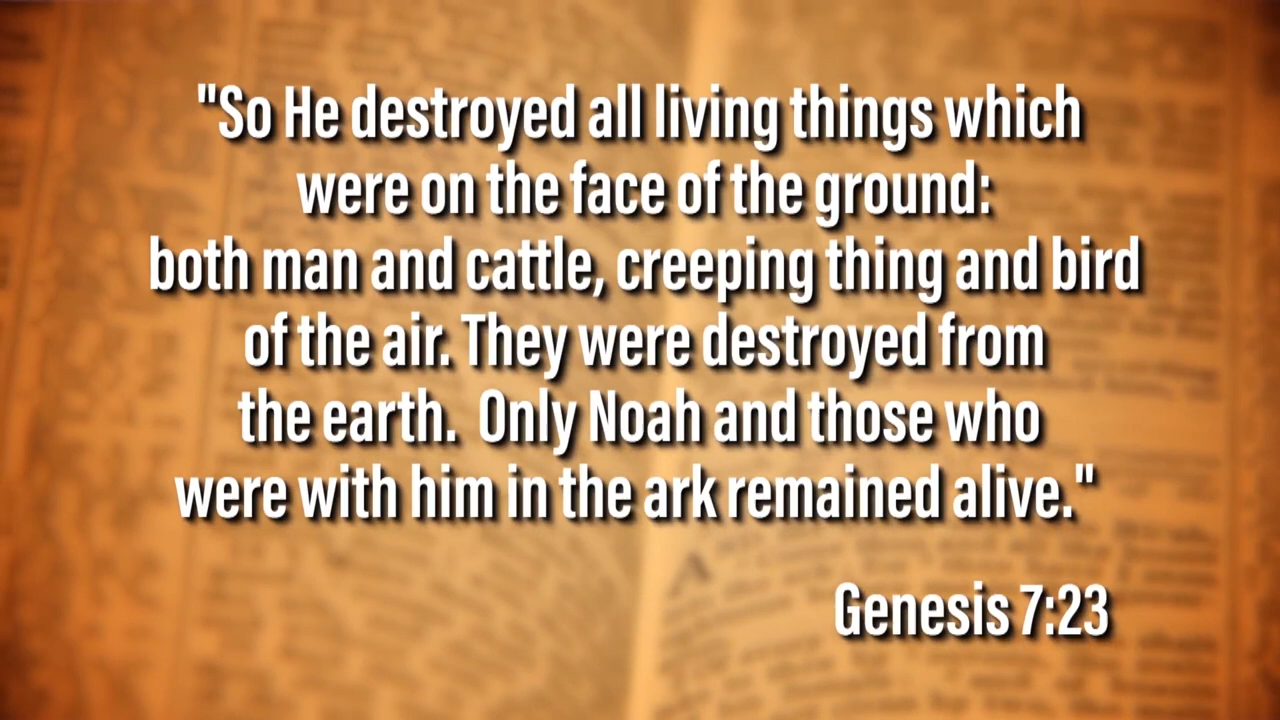 "So He destroyed all living things which
were on the face of the ground:
both man and cattle, creeping thing and bird
of the air. They were destroyed from
the earth.  Only Noah and those who
were with him in the ark remained alive."
Genesis 7:23